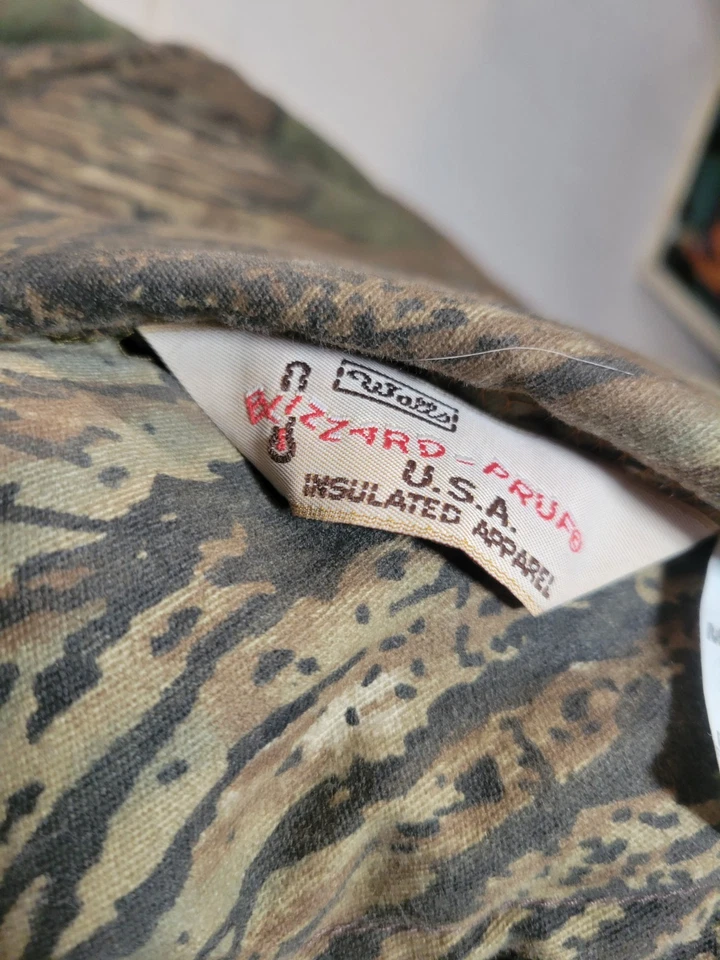 Walls
BLIZZARD-PRUF®
U.S.A.
INSULATED APPAREL